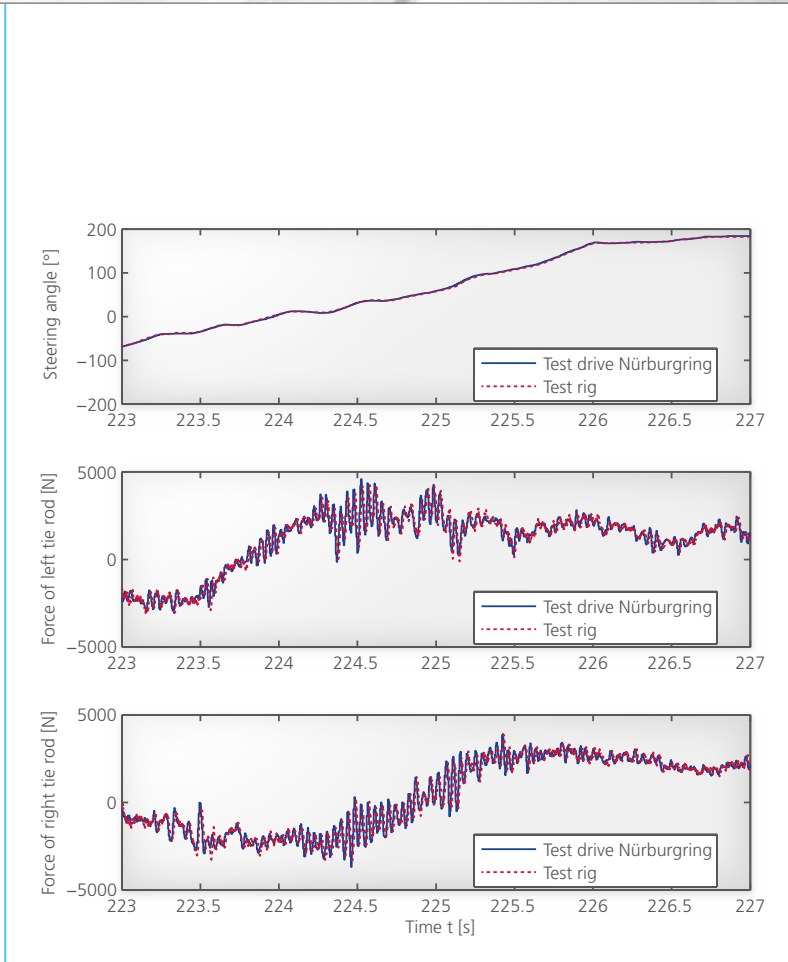 Steering angle [°]
200
100
0
−100
−200
Test drive Nürburgring
Test rig
223 223.5 224 224.5 225 225.5 226 226.5 227
Force of left tie rod [N]
5000
0
−5000
Test drive Nürburgring
Test rig
223 223.5 224 224.5 225 225.5 226 226.5 227
Force of right tie rod [N]
5000
0
−5000
Test drive Nürburgring
Test rig
223 223.5 224 224.5 225 225.5 226 226.5 227
Time t [s]